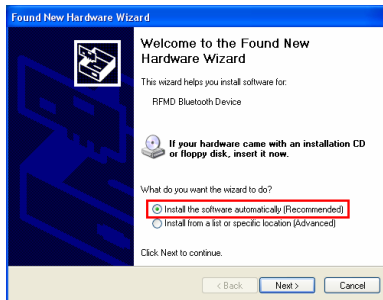 Found New Hardware Wizard
Welcome to the Found New
Hardware Wizard
This wizard helps you install software for:
RFMD Bluetooth Device
If your hardware came with an installation CD
or floppy disk, insert it now.
What do you want the wizard to do?
Install the software automatically (Recommended)
Install from a list or specific location (Advanced)
Click Next to continue.
< Back Next > Cancel